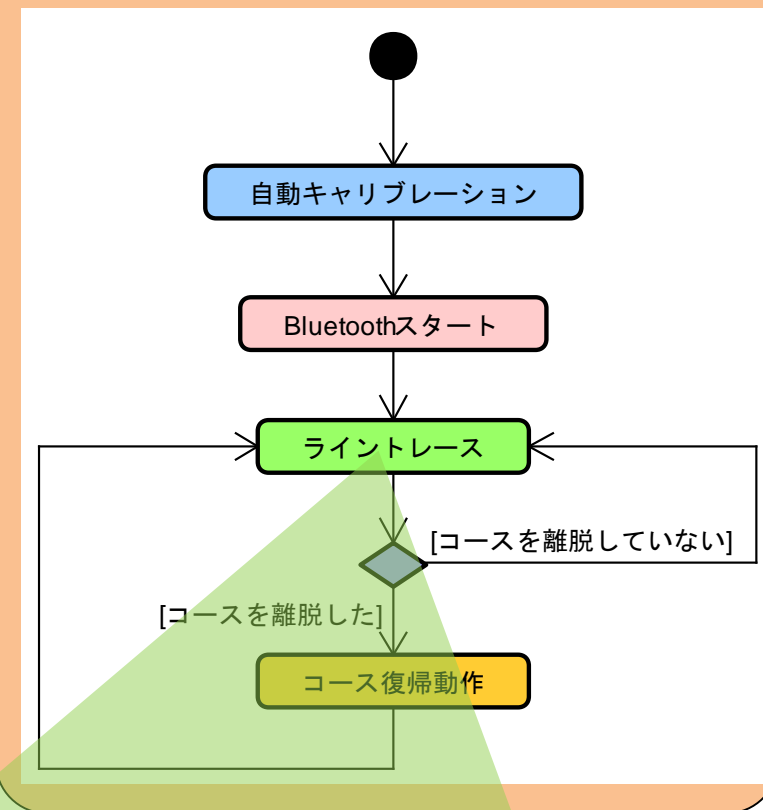 自動キャリブレーション
Bluetoothスタート
ライントレース
[コースを離脱していない]
[コースを離脱した]
コース復帰動作